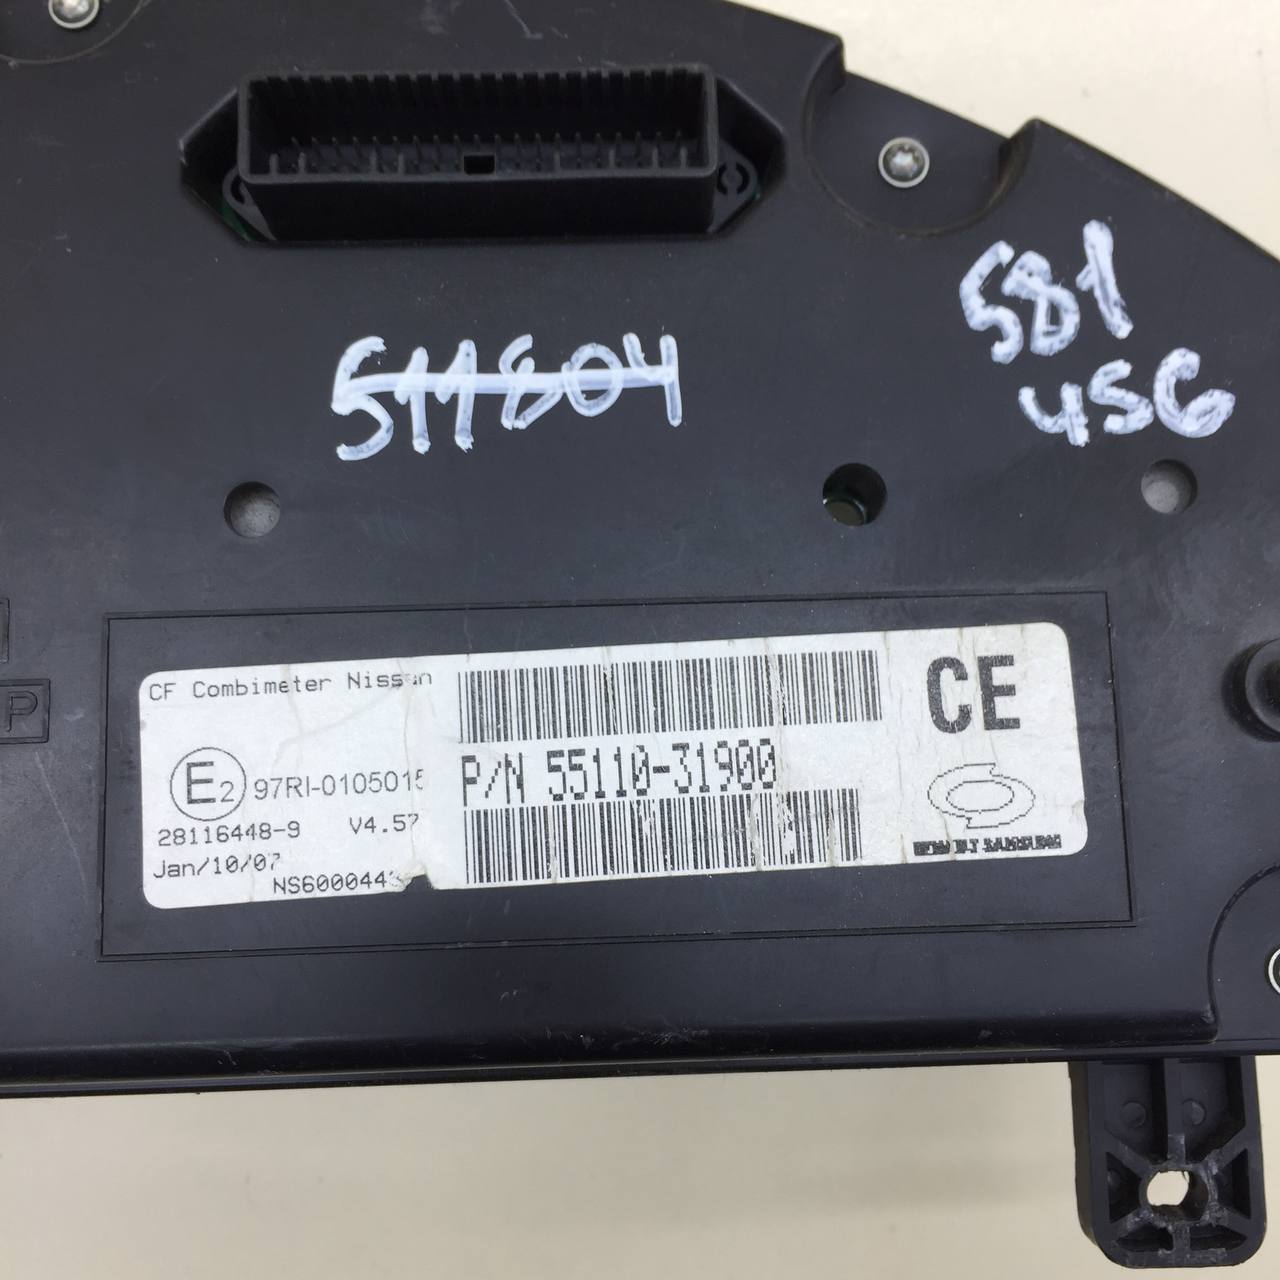 581
456
511804
P
CF Combimeter Nissan
CE
E2 97RI-0105015
P/N 55110-31900
28116448-9 V4.57
Jan/10/07
NS6000443
RENAULT SAMSUNG